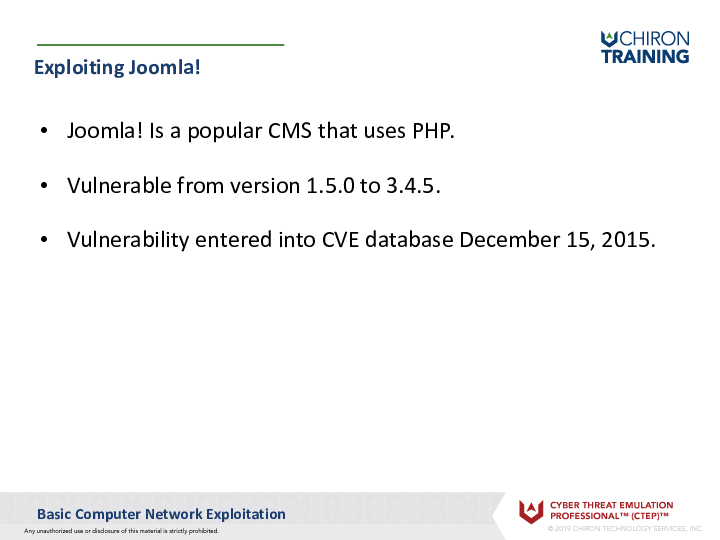 CHIRON
TRAINING
Exploiting Joomla!
• Joomla! Is a popular CMS that uses PHP.
• Vulnerable from version 1.5.0 to 3.4.5.
• Vulnerability entered into CVE database December 15, 2015.
Basic Computer Network Exploitation
Any unauthorized use or disclosure of this material is strictly prohibited.
CYBER THREAT EMULATION
PROFESSIONAL™ (CTEP)™
© 2019 CHIRON TECHNOLOGY SERVICES, INC.